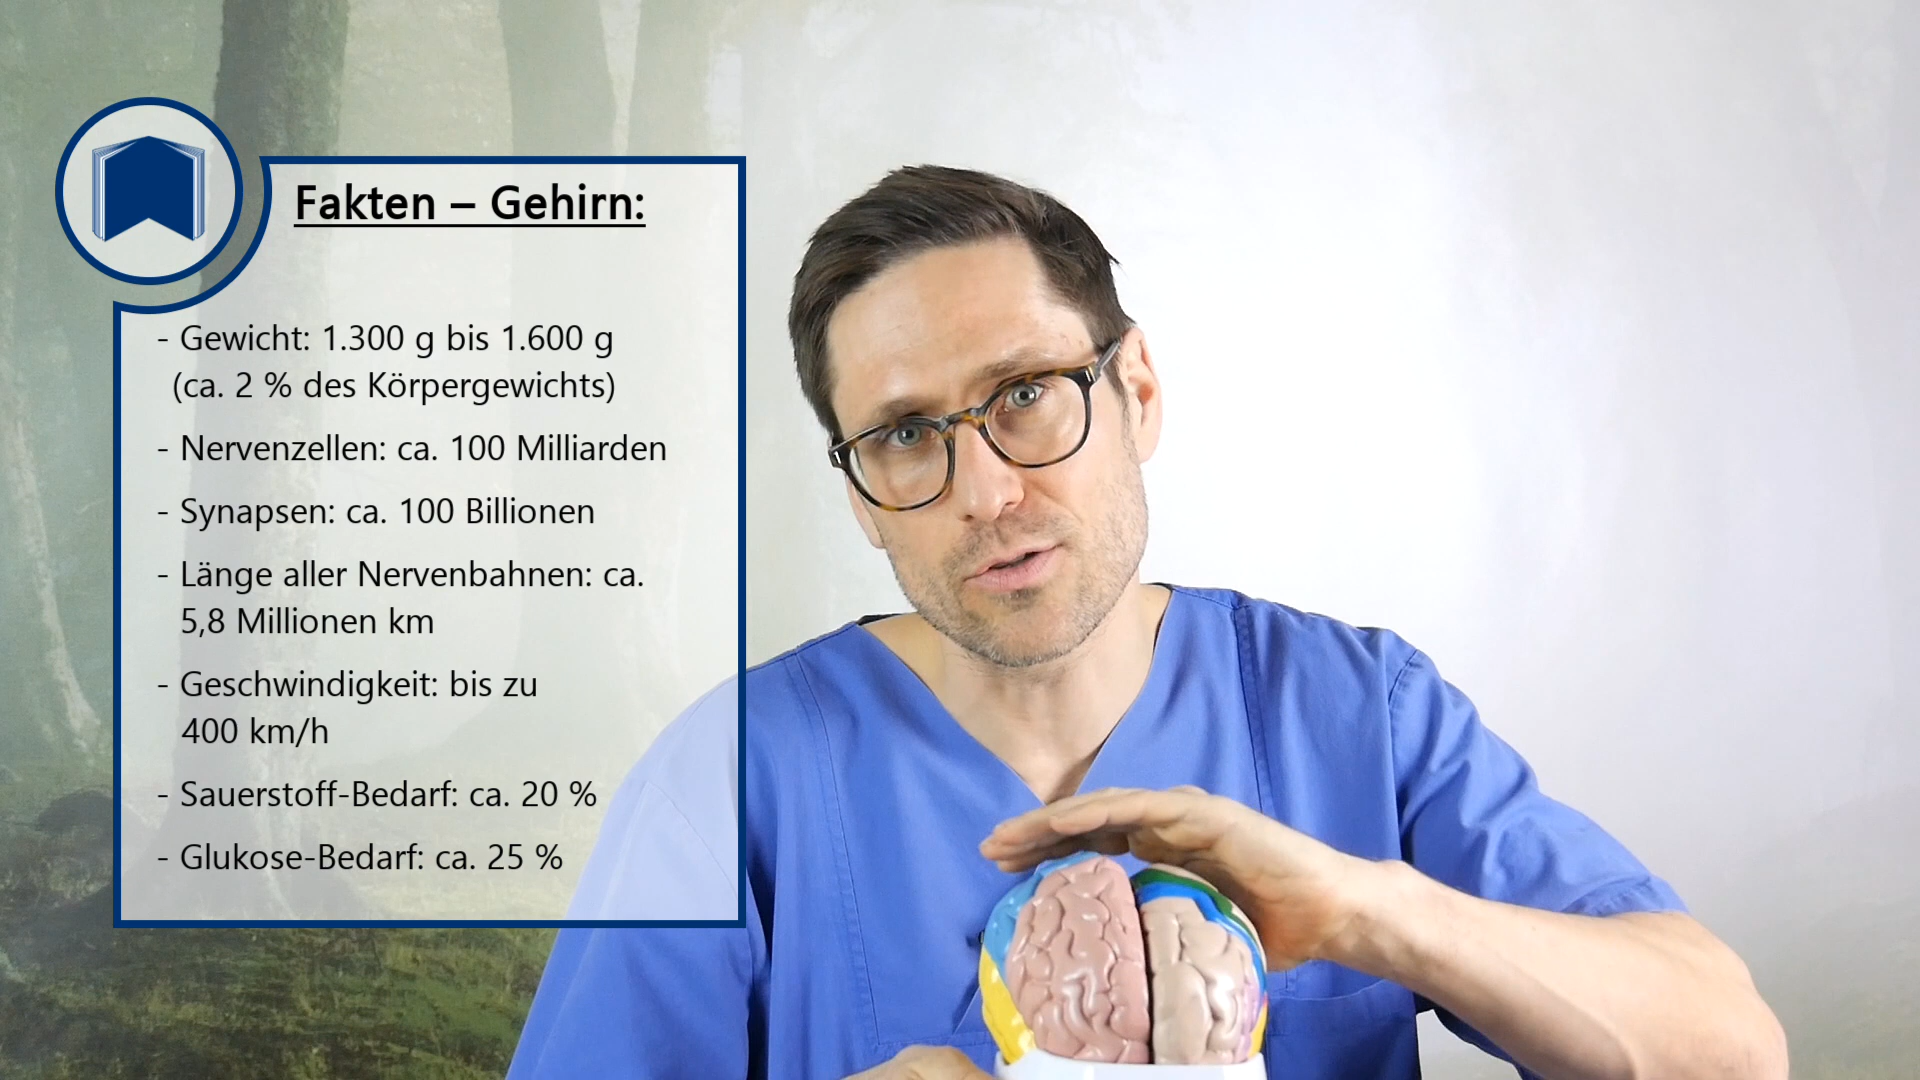 Fakten – Gehirn:
- Gewicht: 1.300 g bis 1.600 g
(ca. 2 % des Körpergewichts)
- Nervenzellen: ca. 100 Milliarden
- Synapsen: ca. 100 Billionen
- Länge aller Nervenbahnen: ca.
5,8 Millionen km
- Geschwindigkeit: bis zu
400 km/h
- Sauerstoff-Bedarf: ca. 20 %
- Glukose-Bedarf: ca. 25 %